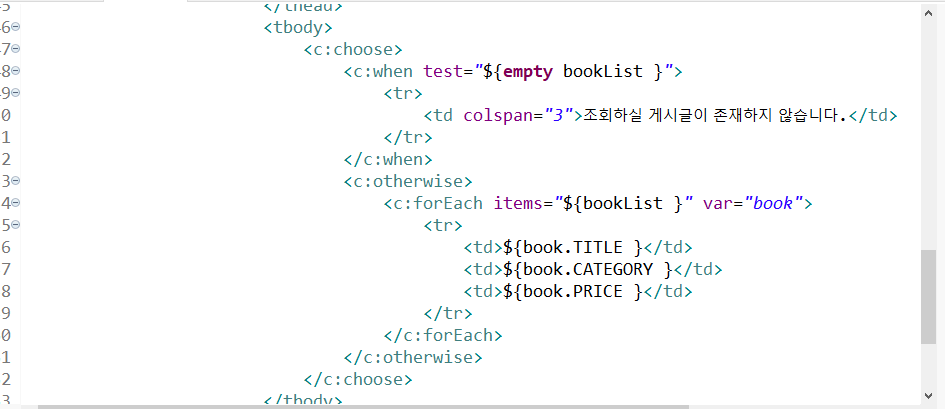 5 </thead>
6 <tbody>
7 <c:choose>
8 <c:when test="${empty bookList }">
9 <tr>
0 <td colspan="3">조회하실 게시글이 존재하지 않습니다.</td>
1 </tr>
2 </c:when>
3 <c:otherwise>
4 <c:forEach items="${bookList }" var="book">
5 <tr>
6 <td>${book.TITLE }</td>
7 <td>${book.CATEGORY }</td>
8 <td>${book.PRICE }</td>
9 </tr>
0 </c:forEach>
1 </c:otherwise>
2 </c:choose>
3 </tbody>